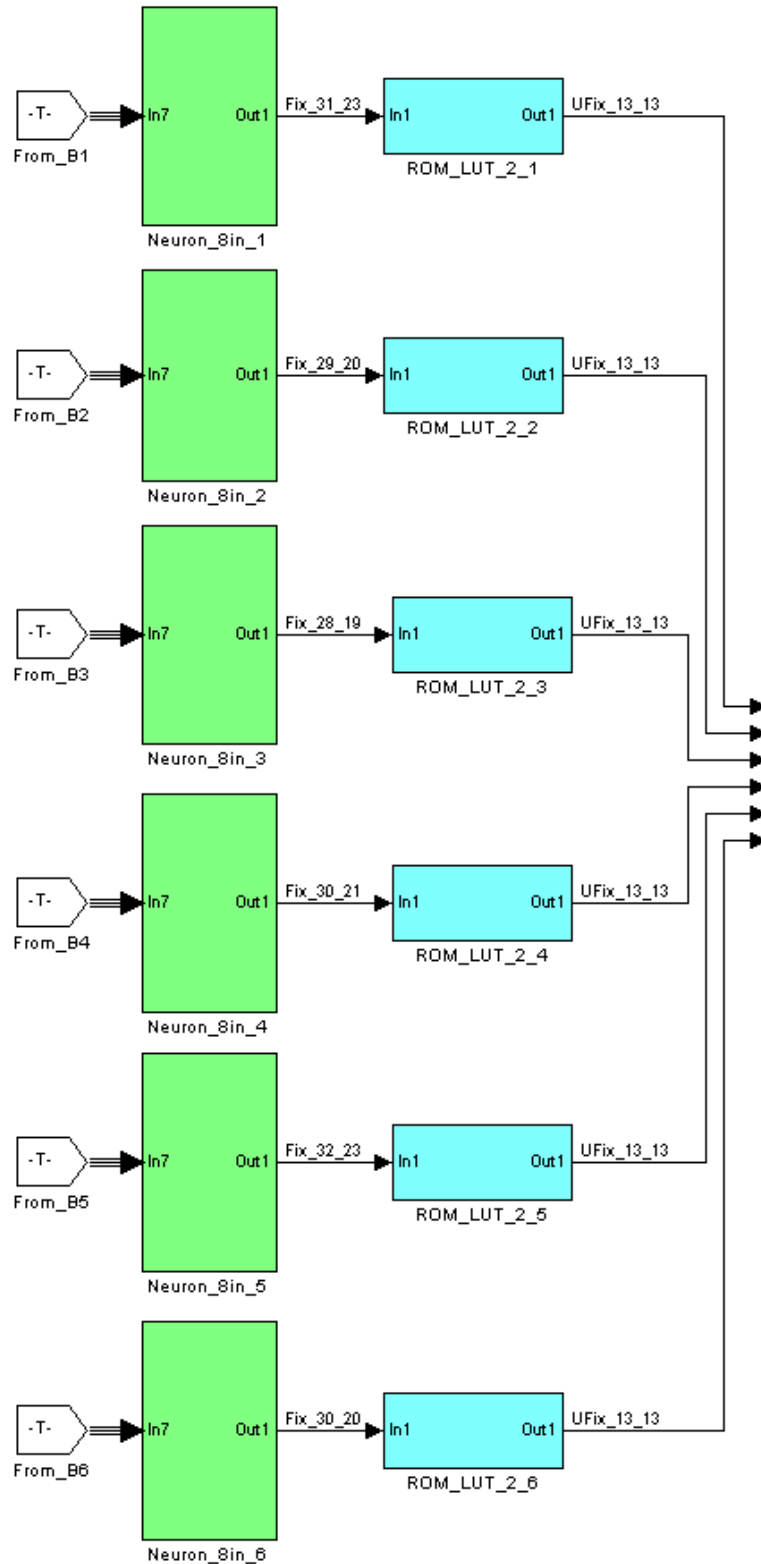 Fix_31_23 UFix_13_13
-T- In7 Out1 In1 Out1
From_B1 ROM_LUT_2_1
Neuron_8in_1
Fix_29_20 UFix_13_13
-T- In7 Out1 In1 Out1
From_B2 ROM_LUT_2_2
Neuron_8in_2
Fix_28_19 UFix_13_13
-T- In7 Out1 In1 Out1
From_B3 ROM_LUT_2_3
Neuron_8in_3
Fix_30_21 UFix_13_13
-T- In7 Out1 In1 Out1
From_B4 ROM_LUT_2_4
Neuron_8in_4
Fix_32_23 UFix_13_13
-T- In7 Out1 In1 Out1
From_B5 ROM_LUT_2_5
Neuron_8in_5
Fix_30_20 UFix_13_13
-T- In7 Out1 In1 Out1
From_B6 ROM_LUT_2_6
Neuron_8in_6